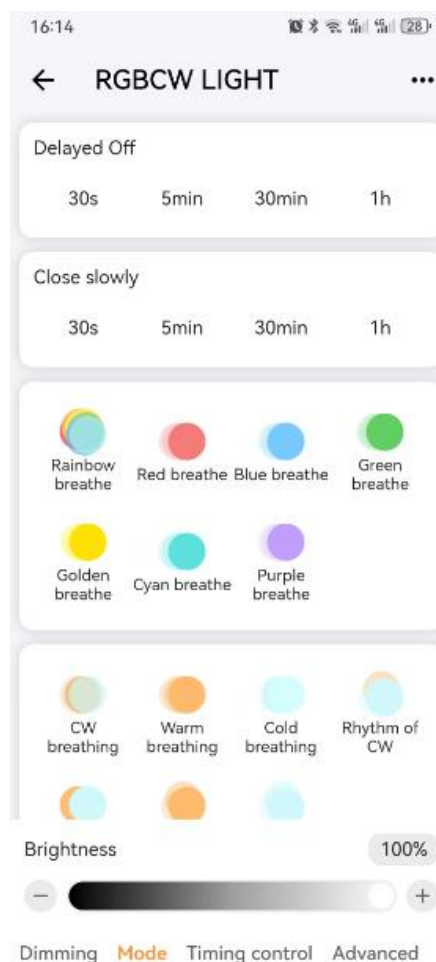 16:14
4G 4G 28
RGBCW LIGHT
Delayed Off
30s 5min 30min 1h
Close slowly
30s 5min 30min 1h
Rainbow breathe Red breathe Blue breathe Green breathe
Golden breathe Cyan breathe Purple breathe
CW breathing Warm breathing Cold breathing Rhythm of CW
Brightness 100%
Dimming Mode Timing control Advanced